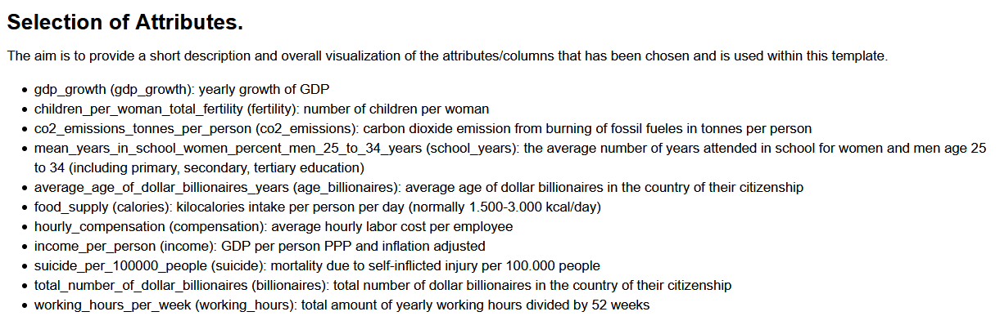 Selection of Attributes.
The aim is to provide a short description and overall visualization of the attributes/columns that has been chosen and is used within this template.
• gdp_growth (gdp_growth): yearly growth of GDP
• children_per_woman_total_fertility (fertility): number of children per woman
• co2_emissions_tonnes_per_person (co2_emissions): carbon dioxide emission from burning of fossil fueles in tonnes per person
• mean_years_in_school_women_percent_men_25_to_34_years (school_years): the average number of years attended in school for women and men age 25
to 34 (including primary, secondary, tertiary education)
• average_age_of_dollar_billionaires_years (age_billionaires): average age of dollar billionaires in the country of their citizenship
• food_supply (calories): kilocalories intake per person per day (normally 1.500-3.000 kcal/day)
• hourly_compensation (compensation): average hourly labor cost per employee
• income_per_person (income): GDP per person PPP and inflation adjusted
• suicide_per_100000_people (suicide): mortality due to self-inflicted injury per 100.000 people
• total_number_of_dollar_billionaires (billionaires): total number of dollar billionaires in the country of their citizenship
• working_hours_per_week (working_hours): total amount of yearly working hours divided by 52 weeks